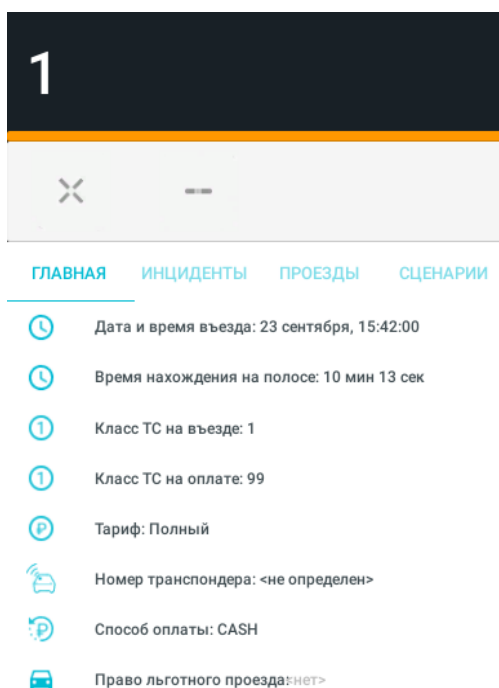 1
ГЛАВНАЯ ИНЦИДЕНТЫ ПРОЕЗДЫ СЦЕНАРИИ
Дата и время въезда: 23 сентября, 15:42:00
Время нахождения на полосе: 10 мин 13 сек
1 Класс ТС на въезде: 1
1 Класс ТС на оплате: 99
Тариф: Полный
Номер транспондера: <не определен>
Способ оплаты: CASH
Право льготного проезда:<нет>